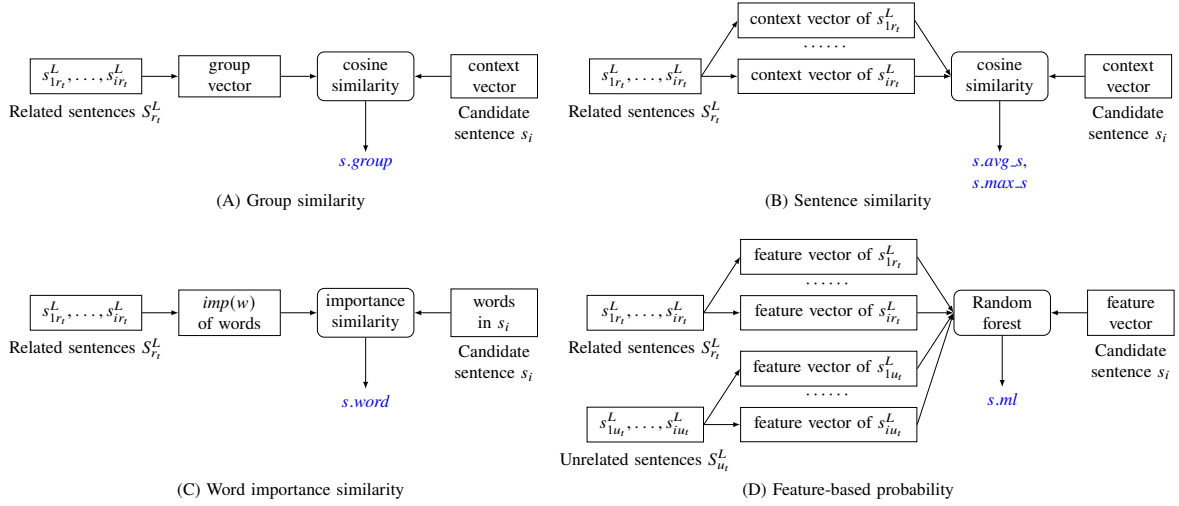 s^L_{1r_t}, . . . , s^L_{ir_t}
Related sentences S^L_{r_t}
group
vector
cosine
similarity
context
vector
Candidate
sentence s_i
s.group
(A) Group similarity
s^L_{1r_t}, . . . , s^L_{ir_t}
Related sentences S^L_{r_t}
context vector of s^L_{1r_t}
. . . . . .
context vector of s^L_{ir_t}
cosine
similarity
context
vector
Candidate
sentence s_i
s.avg_s,
s.max_s
(B) Sentence similarity
s^L_{1r_t}, . . . , s^L_{ir_t}
Related sentences S^L_{r_t}
imp(w)
of words
importance
similarity
words
in s_i
Candidate
sentence s_i
s.word
(C) Word importance similarity
s^L_{1r_t}, . . . , s^L_{ir_t}
Related sentences S^L_{r_t}
s^L_{1u_t}, . . . , s^L_{iu_t}
Unrelated sentences S^L_{u_t}
feature vector of s^L_{1r_t}
. . . . . .
feature vector of s^L_{ir_t}
feature vector of s^L_{1u_t}
. . . . . .
feature vector of s^L_{iu_t}
Random
forest
feature
vector
Candidate
sentence s_i
s.ml
(D) Feature-based probability